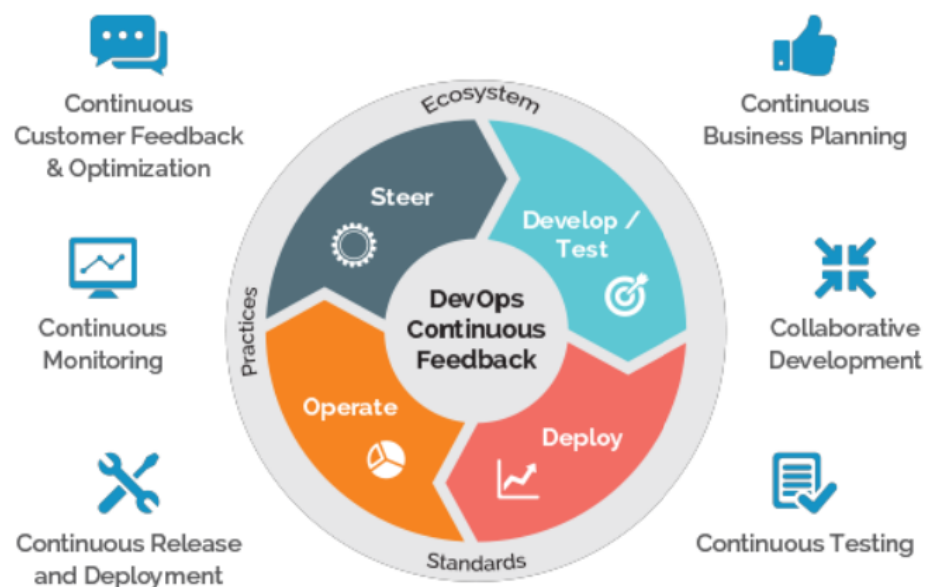 Continuous
Customer Feedback
& Optimization
Continuous
Business Planning
Ecosystem
Steer
Develop /
Test
DevOps
Continuous
Feedback
Practices
Continuous
Monitoring
Collaborative
Development
Operate
Deploy
Standards
Continuous Release
and Deployment
Continuous Testing